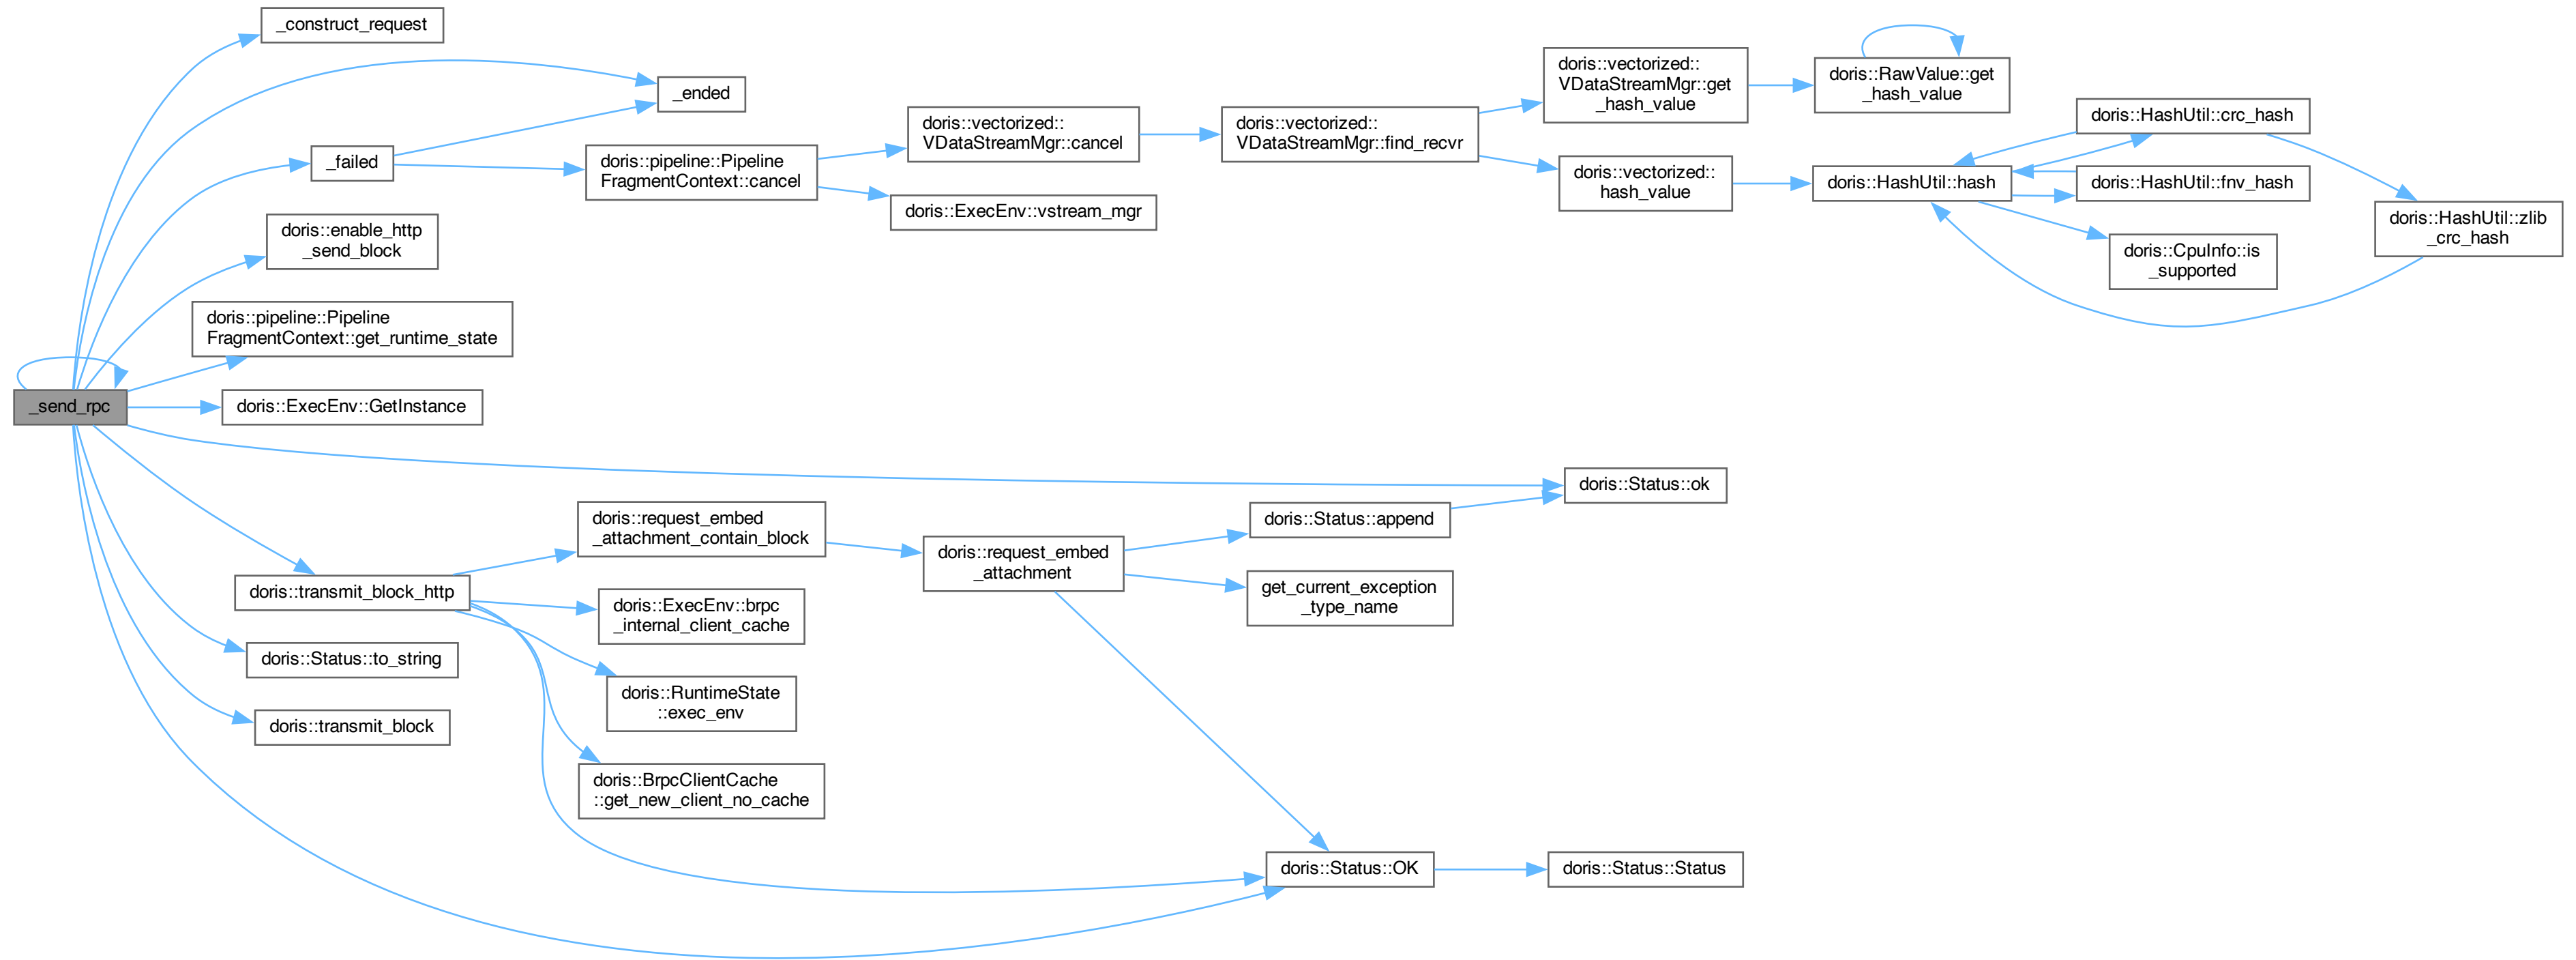 _construct_request
_ended
_failed
doris::enable_http
_send_block
doris::pipeline::Pipeline
FragmentContext::get_runtime_state
_send_rpc
doris::ExecEnv::GetInstance
doris::transmit_block_http
doris::Status::to_string
doris::transmit_block
doris::pipeline::Pipeline
FragmentContext::cancel
doris::vectorized::
VDataStreamMgr::cancel
doris::ExecEnv::vstream_mgr
doris::vectorized::
VDataStreamMgr::find_recvr
doris::vectorized::
VDataStreamMgr::get
_hash_value
doris::vectorized::
hash_value
doris::RawValue::get
_hash_value
doris::HashUtil::hash
doris::HashUtil::crc_hash
doris::HashUtil::fnv_hash
doris::CpuInfo::is
_supported
doris::HashUtil::zlib
_crc_hash
doris::request_embed
_attachment_contain_block
doris::ExecEnv::brpc
_internal_client_cache
doris::RuntimeState
::exec_env
doris::BrpcClientCache
::get_new_client_no_cache
doris::request_embed
_attachment
doris::Status::append
get_current_exception
_type_name
doris::Status::ok
doris::Status::OK
doris::Status::Status